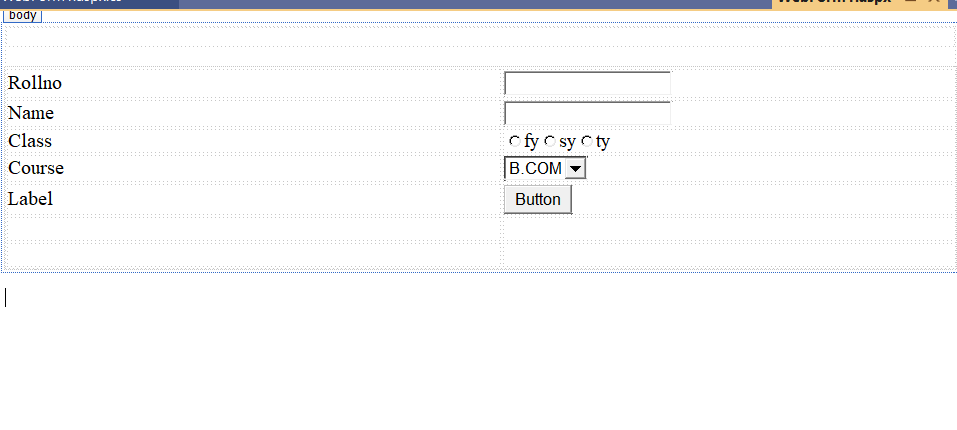 body
Rollno
Name
Class fy sy ty
Course B.COM
Label Button